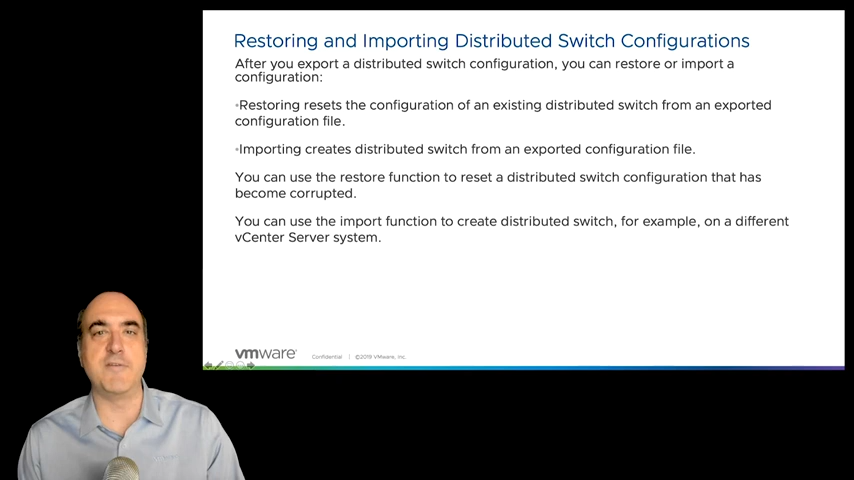 Restoring and Importing Distributed Switch Configurations
After you export a distributed switch configuration, you can restore or import a
configuration:
•Restoring resets the configuration of an existing distributed switch from an exported
configuration file.
•Importing creates distributed switch from an exported configuration file.
You can use the restore function to reset a distributed switch configuration that has
become corrupted.
You can use the import function to create distributed switch, for example, on a different
vCenter Server system.
vmware® Confidential | ©2019 VMware, Inc.